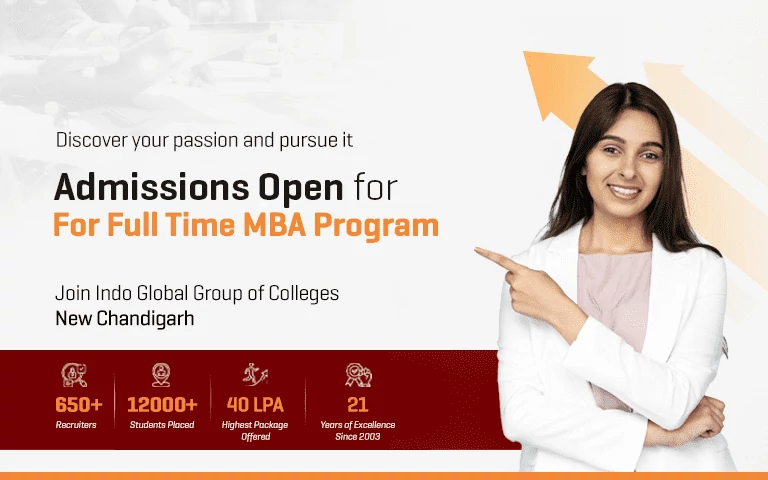 Discover your passion and pursue it
Admissions Open for
For Full Time MBA Program
Join Indo Global Group of Colleges
New Chandigarh
650+
Recruiters
12000+
Students Placed
40 LPA
Highest Package
Offered
21
Years of Excellence
Since 2003